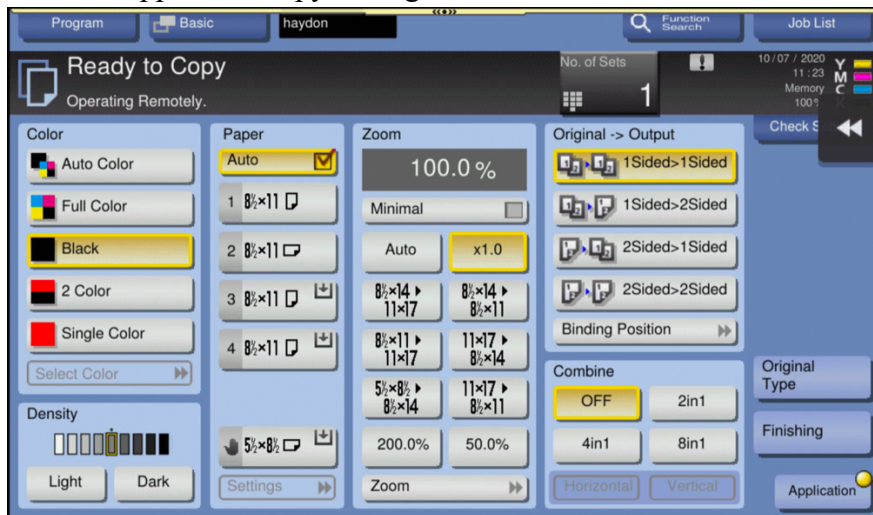 Program
Basic
haydon
Function
Search
Job List
Ready to Copy
Operating Remotely.
No. of Sets
1
10/07 / 2020
11 : 23
Memory
Y
M
C
K
Check
Color
Auto Color
Full Color
Black
2 Color
Single Color
Select Color
Density
Light
Dark
Paper
Auto
1 8½×11
2 8½×11
3 8½×11
4 8½×11
5½×8½
Settings
Zoom
100.0 %
Minimal
Auto
x1.0
8½×14 ▸
11×17
8½×14 ▸
8½×11
8½×11 ▸
11×17
11×17 ▸
8½×14
5½×8½ ▸
8½×14
11×17 ▸
8½×11
200.0%
50.0%
Zoom
Original -> Output
1Sided>1Sided
1Sided>2Sided
2Sided>1Sided
2Sided>2Sided
Binding Position
Combine
OFF
2in1
4in1
8in1
Horizontal
Vertical
Original
Type
Finishing
Application